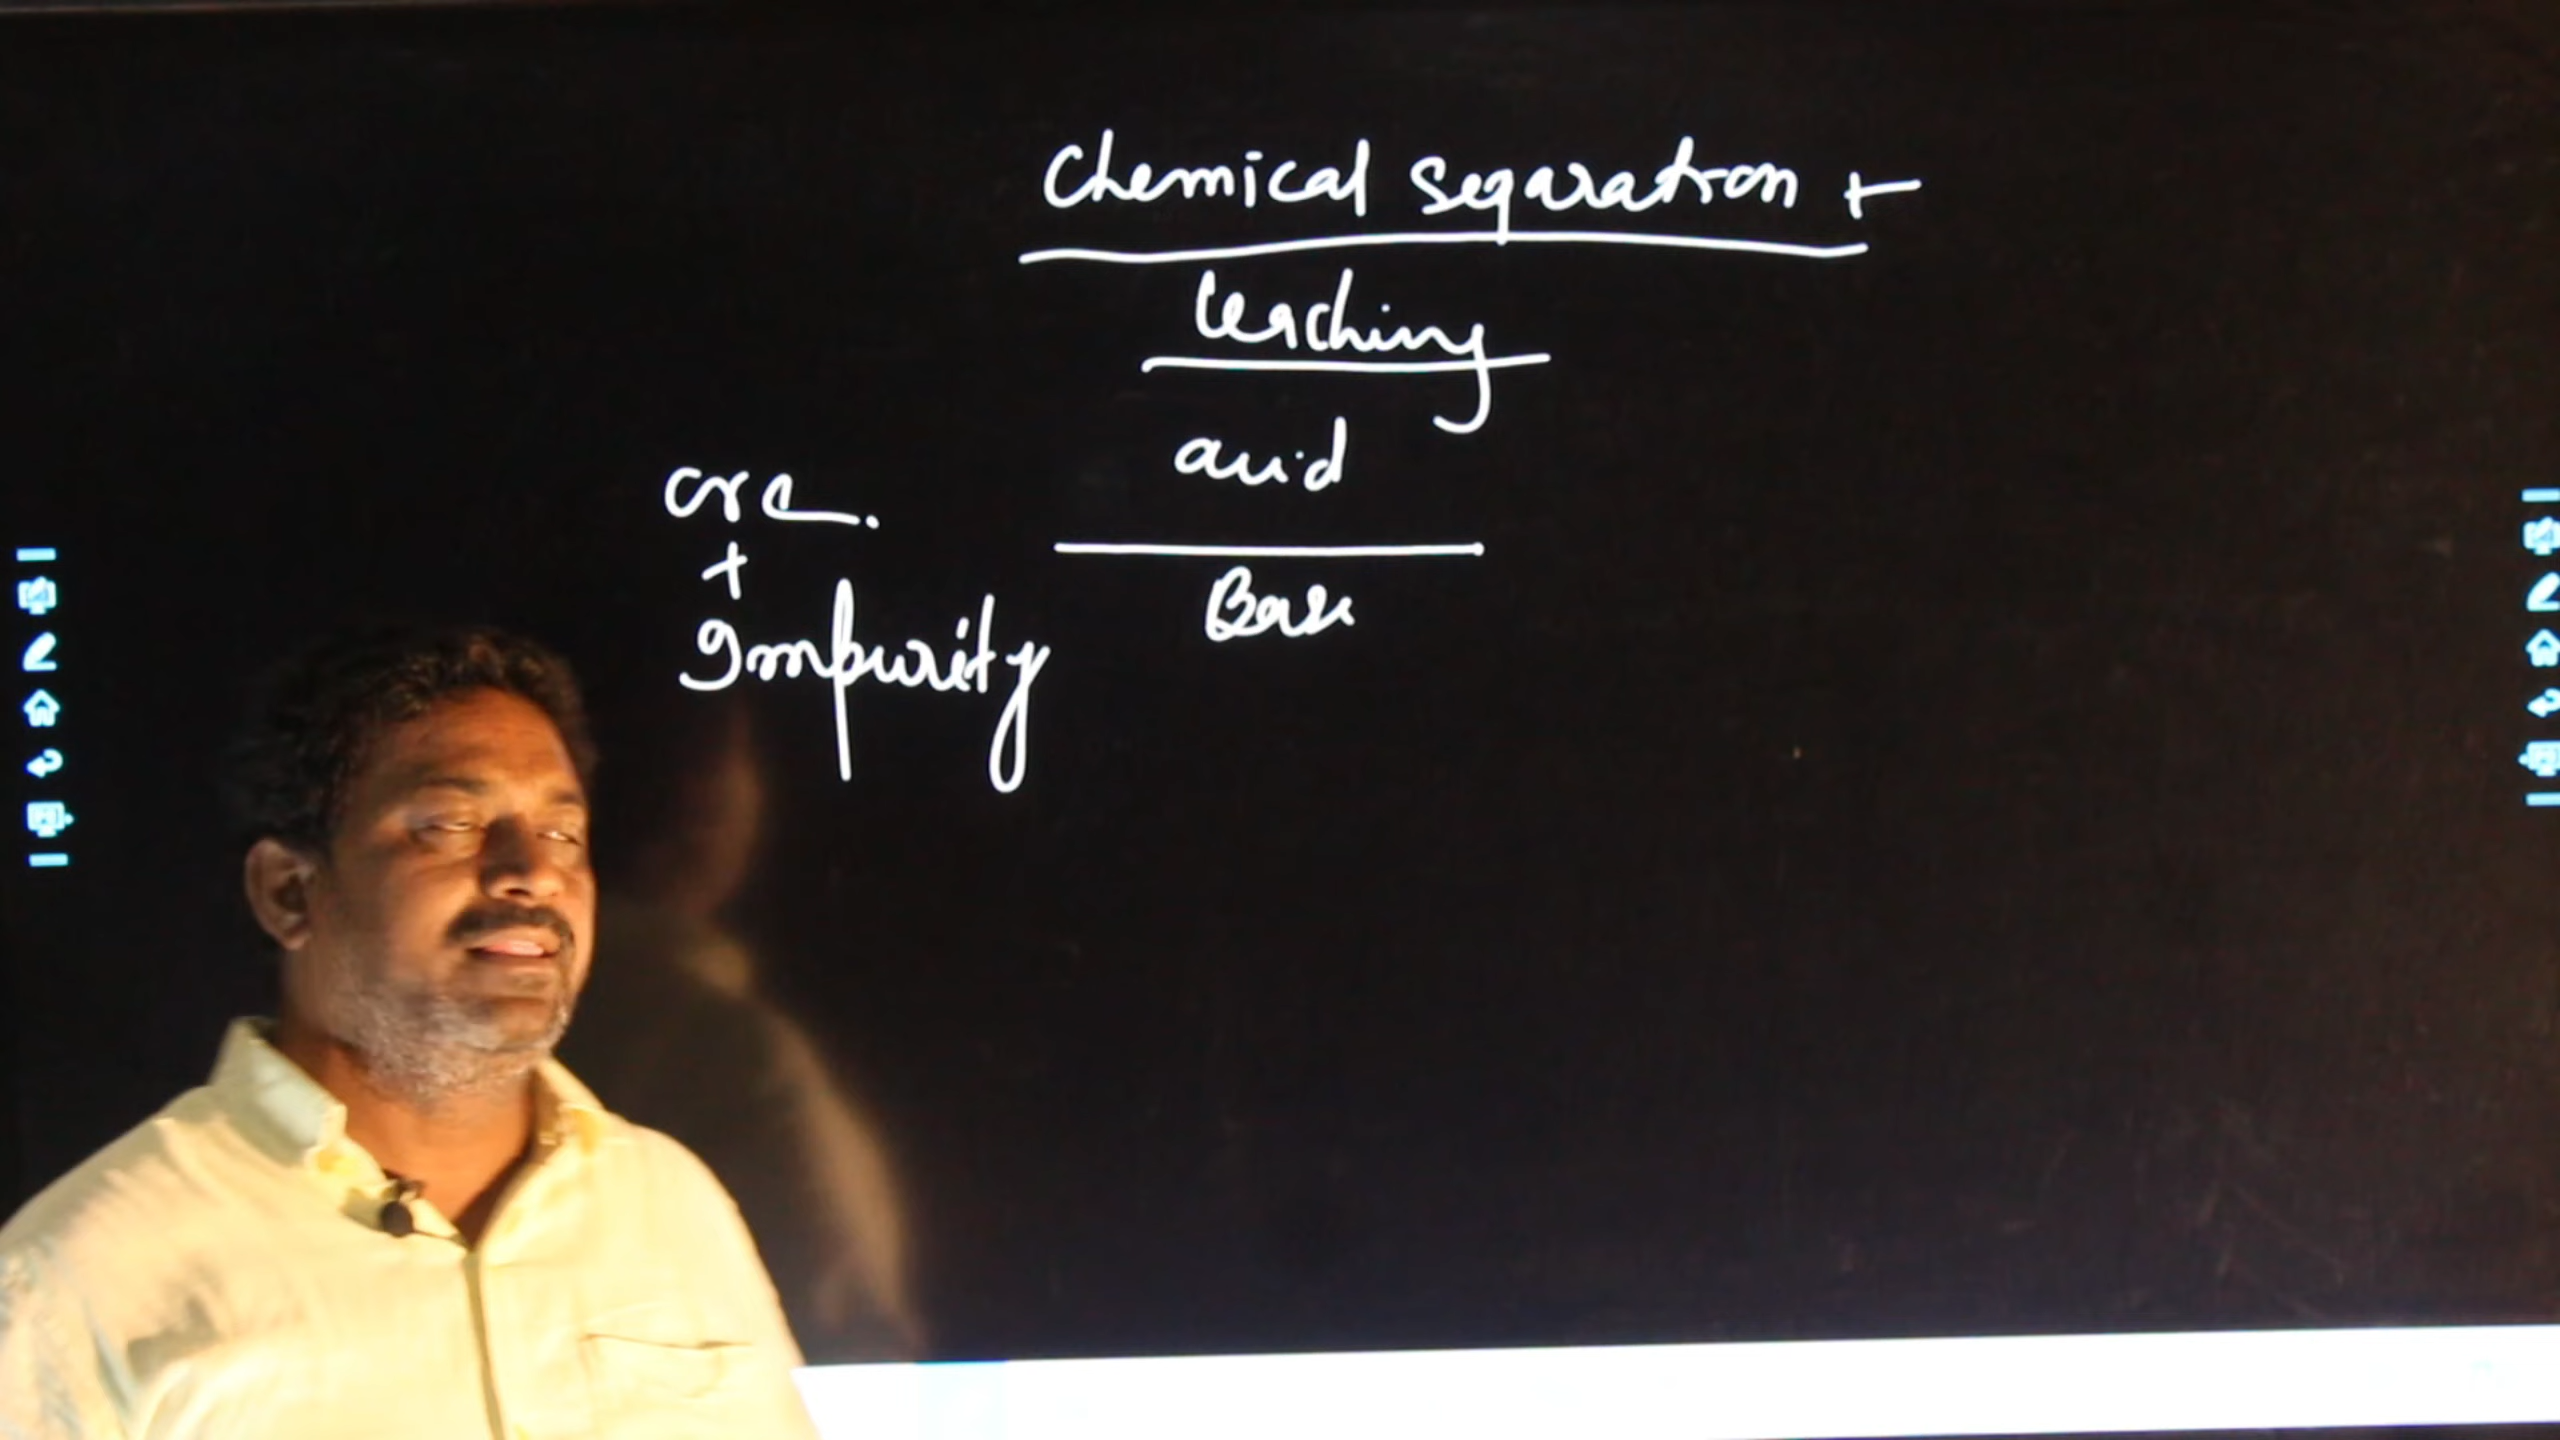 Chemical separation +
leaching
acid
ore.
+
Impurity
Base